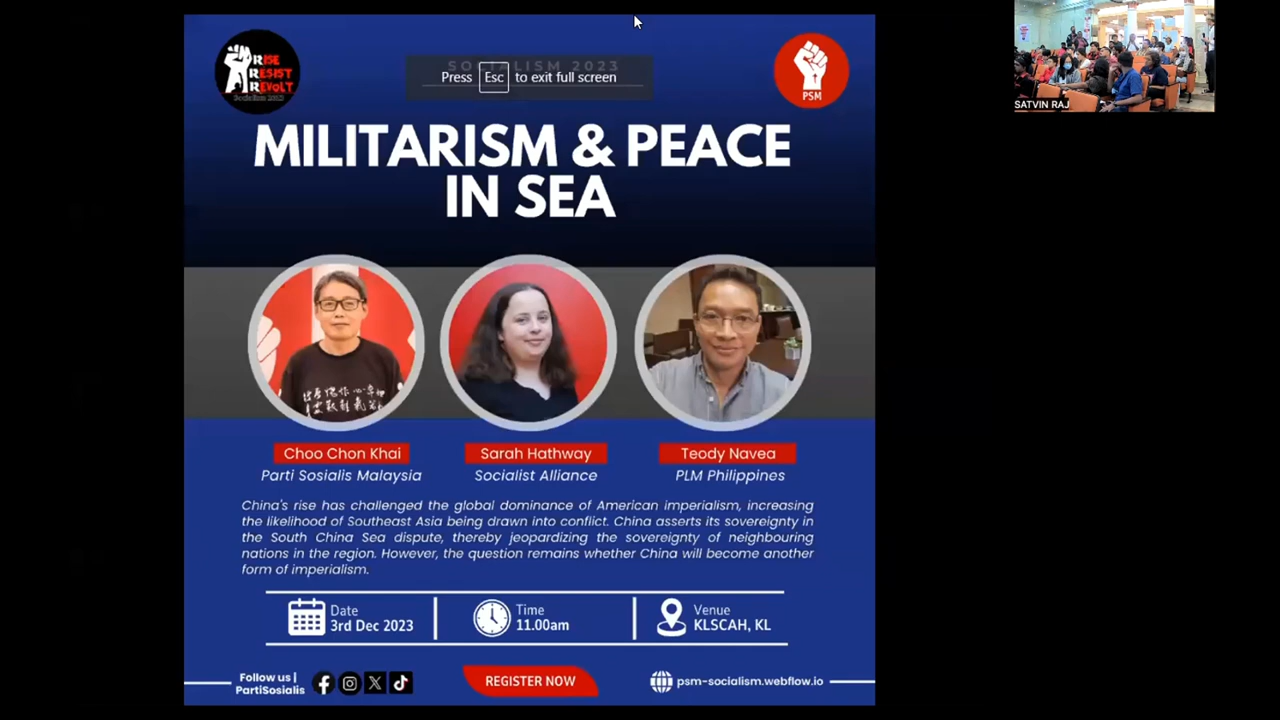 RISE
RESIST
REVOLT
Socialism 2023
SOCIALISM 2023
Press Esc to exit full screen
PSM
MILITARISM & PEACE
IN SEA
SATVIN RAJ
Choo Chon Khai
Parti Sosialis Malaysia
Sarah Hathway
Socialist Alliance
Teody Navea
PLM Philippines
China's rise has challenged the global dominance of American imperialism, increasing
the likelihood of Southeast Asia being drawn into conflict. China asserts its sovereignty in
the South China Sea dispute, thereby jeopardizing the sovereignty of neighbouring
nations in the region. However, the question remains whether China will become another
form of imperialism.
Date
3rd Dec 2023
Time
11.00am
Venue
KLSCAH, KL
Follow us |
PartiSosialis
REGISTER NOW
psm-socialism.webflow.io